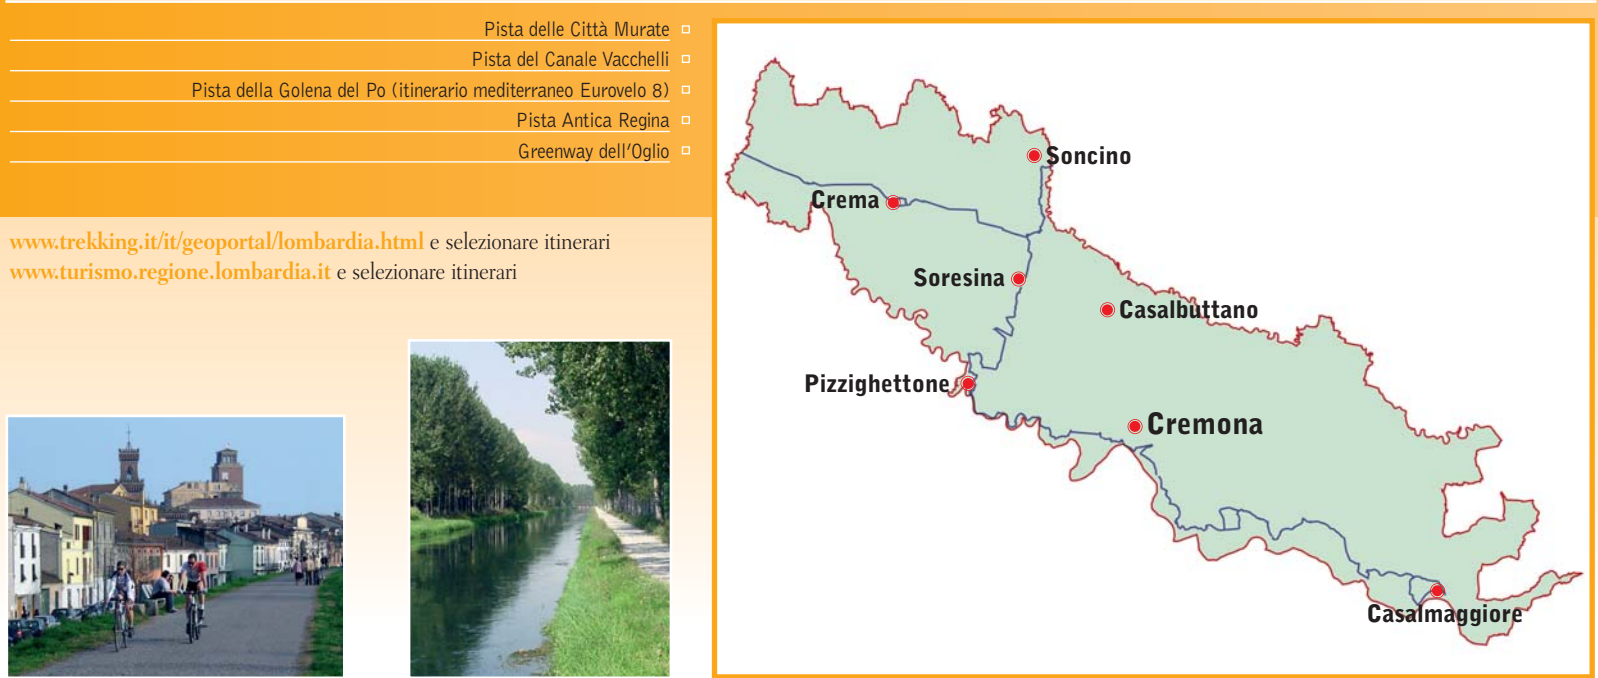 Pista delle Città Murate
Pista del Canale Vacchelli
Pista della Golena del Po (itinerario mediterraneo Eurovelo 8)
Pista Antica Regina
Greenway dell'Oglio
www.trekking.it/it/geoportal/lombardia.html e selezionare itinerari
www.turismo.regione.lombardia.it e selezionare itinerari
Soncino
Crema
Soresina
Casalbuttano
Pizzighettone
Cremona
Casalmaggiore